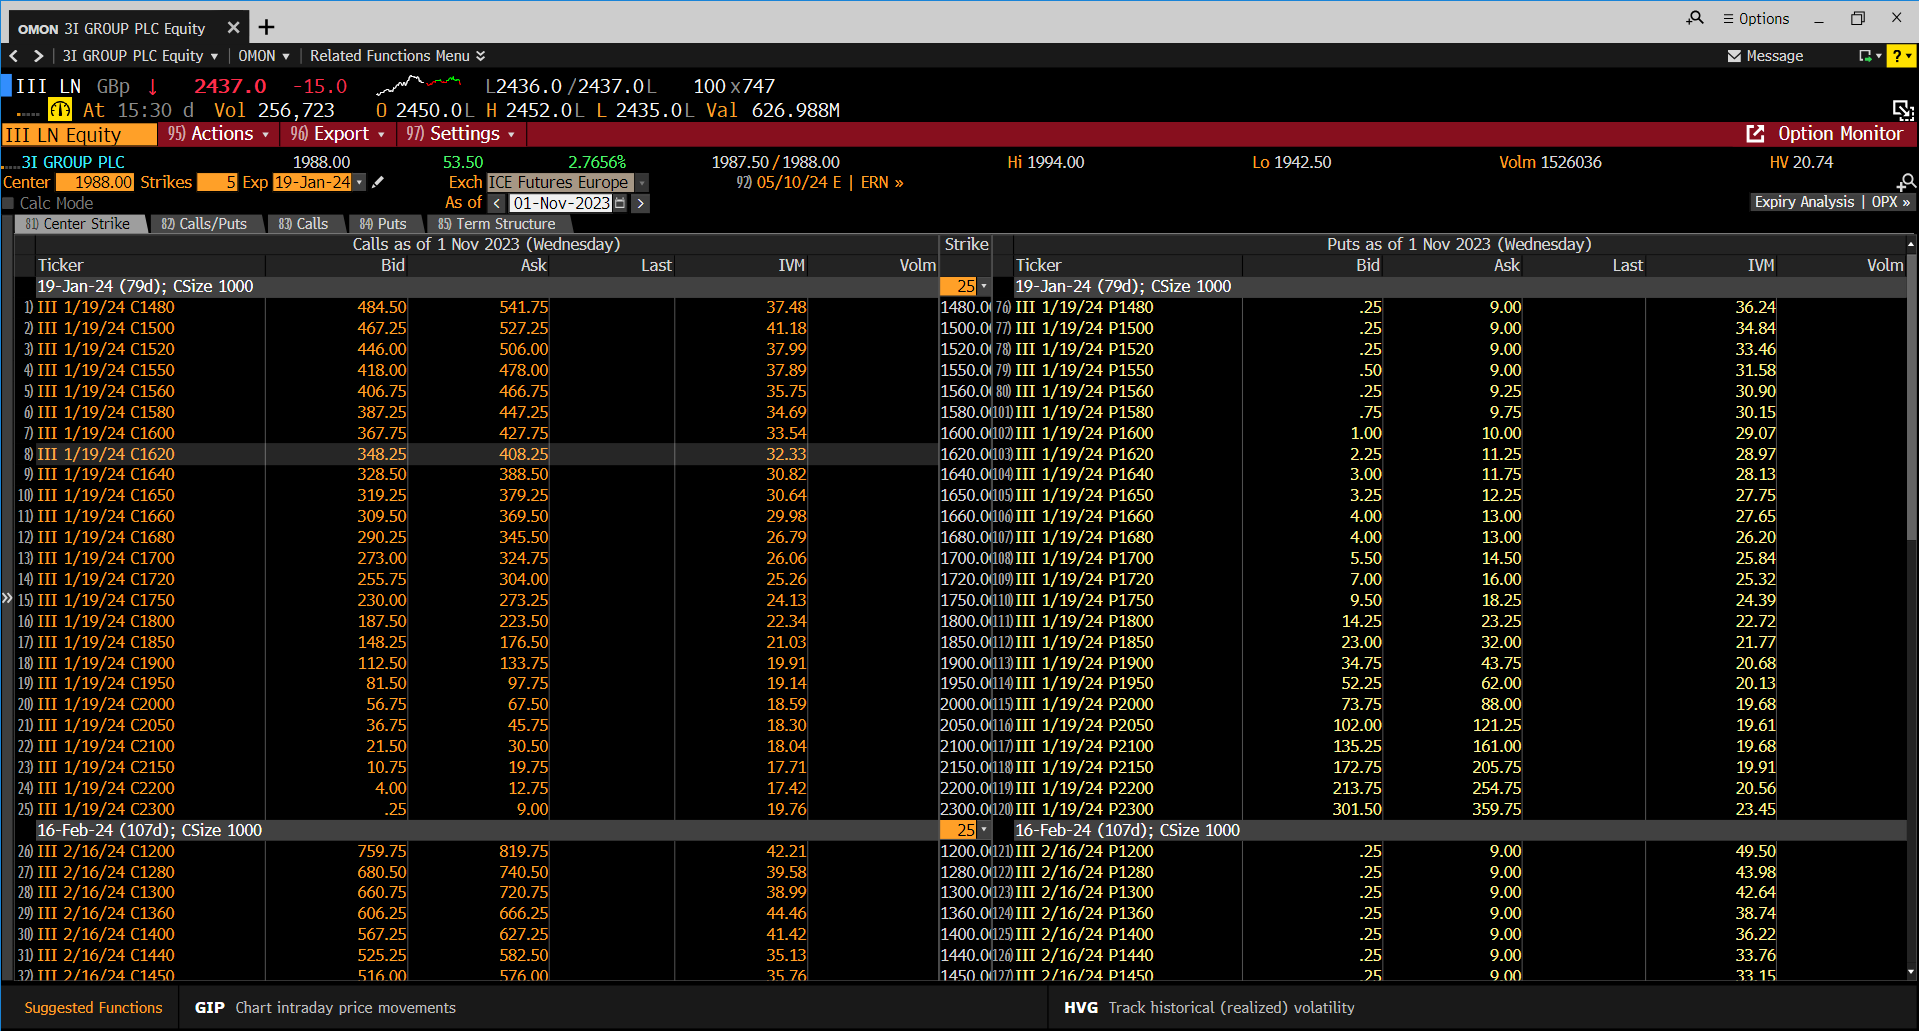 OMON 3I GROUP PLC Equity × + Options
3I GROUP PLC Equity OMON Related Functions Menu Message ?
III LN GBp ↓ 2437.0 -15.0 L2436.0 /2437.0L 100 x747
At 15:30 d Vol 256,723 O 2450.0L H 2452.0L L 2435.0L Val 626.988M
III LN Equity 95) Actions 96) Export 97) Settings Option Monitor
3I GROUP PLC 1988.00 53.50 2.7656% 1987.50 / 1988.00 Hi 1994.00 Lo 1942.50 Volm 1526036 HV 20.74
Center 1988.00 Strikes 5 Exp 19-Jan-24 Exch ICE Futures Europe 92) 05/10/24 E | ERN »
Calc Mode As of < 01-Nov-2023 > Expiry Analysis | OPX »
81) Center Strike 82) Calls/Puts 83) Calls 84) Puts 85) Term Structure
Calls as of 1 Nov 2023 (Wednesday) Strike Puts as of 1 Nov 2023 (Wednesday)
Ticker Bid Ask Last IVM Volm Ticker Bid Ask Last IVM Volm
19-Jan-24 (79d); CSize 1000 25 19-Jan-24 (79d); CSize 1000
1) III 1/19/24 C1480 484.50 541.75 37.48 1480.0 76) III 1/19/24 P1480 .25 9.00 36.24
2) III 1/19/24 C1500 467.25 527.25 41.18 1500.0 77) III 1/19/24 P1500 .25 9.00 34.84
3) III 1/19/24 C1520 446.00 506.00 37.99 1520.0 78) III 1/19/24 P1520 .25 9.00 33.46
4) III 1/19/24 C1550 418.00 478.00 37.89 1550.0 79) III 1/19/24 P1550 .50 9.00 31.58
5) III 1/19/24 C1560 406.75 466.75 35.75 1560.0 80) III 1/19/24 P1560 .25 9.25 30.90
6) III 1/19/24 C1580 387.25 447.25 34.69 1580.0 101) III 1/19/24 P1580 .75 9.75 30.15
7) III 1/19/24 C1600 367.75 427.75 33.54 1600.0 102) III 1/19/24 P1600 1.00 10.00 29.07
8) III 1/19/24 C1620 348.25 408.25 32.33 1620.0 103) III 1/19/24 P1620 2.25 11.25 28.97
9) III 1/19/24 C1640 328.50 388.50 30.82 1640.0 104) III 1/19/24 P1640 3.00 11.75 28.13
10) III 1/19/24 C1650 319.25 379.25 30.64 1650.0 105) III 1/19/24 P1650 3.25 12.25 27.75
11) III 1/19/24 C1660 309.50 369.50 29.98 1660.0 106) III 1/19/24 P1660 4.00 13.00 27.65
12) III 1/19/24 C1680 290.25 345.50 26.79 1680.0 107) III 1/19/24 P1680 4.00 13.00 26.20
13) III 1/19/24 C1700 273.00 324.75 26.06 1700.0 108) III 1/19/24 P1700 5.50 14.50 25.84
14) III 1/19/24 C1720 255.75 304.00 25.26 1720.0 109) III 1/19/24 P1720 7.00 16.00 25.32
15) III 1/19/24 C1750 230.00 273.25 24.13 1750.0 110) III 1/19/24 P1750 9.50 18.25 24.39
16) III 1/19/24 C1800 187.50 223.50 22.34 1800.0 111) III 1/19/24 P1800 14.25 23.25 22.72
17) III 1/19/24 C1850 148.25 176.50 21.03 1850.0 112) III 1/19/24 P1850 23.00 32.00 21.77
18) III 1/19/24 C1900 112.50 133.75 19.91 1900.0 113) III 1/19/24 P1900 34.75 43.75 20.68
19) III 1/19/24 C1950 81.50 97.75 19.14 1950.0 114) III 1/19/24 P1950 52.25 62.00 20.13
20) III 1/19/24 C2000 56.75 67.50 18.59 2000.0 115) III 1/19/24 P2000 73.75 88.00 19.68
21) III 1/19/24 C2050 36.75 45.75 18.30 2050.0 116) III 1/19/24 P2050 102.00 121.25 19.61
22) III 1/19/24 C2100 21.50 30.50 18.04 2100.0 117) III 1/19/24 P2100 135.25 161.00 19.68
23) III 1/19/24 C2150 10.75 19.75 17.71 2150.0 118) III 1/19/24 P2150 172.75 205.75 19.91
24) III 1/19/24 C2200 4.00 12.75 17.42 2200.0 119) III 1/19/24 P2200 213.75 254.75 20.56
25) III 1/19/24 C2300 .25 9.00 19.76 2300.0 120) III 1/19/24 P2300 301.50 359.75 23.45
16-Feb-24 (107d); CSize 1000 25 16-Feb-24 (107d); CSize 1000
26) III 2/16/24 C1200 759.75 819.75 42.21 1200.0 121) III 2/16/24 P1200 .25 9.00 49.50
27) III 2/16/24 C1280 680.50 740.50 39.58 1280.0 122) III 2/16/24 P1280 .25 9.00 43.98
28) III 2/16/24 C1300 660.75 720.75 38.99 1300.0 123) III 2/16/24 P1300 .25 9.00 42.64
29) III 2/16/24 C1360 606.25 666.25 44.46 1360.0 124) III 2/16/24 P1360 .25 9.00 38.74
30) III 2/16/24 C1400 567.25 627.25 41.42 1400.0 125) III 2/16/24 P1400 .25 9.00 36.22
31) III 2/16/24 C1440 525.25 582.50 35.13 1440.0 126) III 2/16/24 P1440 .25 9.00 33.76
32) III 2/16/24 C1450 516.00 576.00 35.76 1450.0 127) III 2/16/24 P1450 .25 9.00 33.15
Suggested Functions GIP Chart intraday price movements HVG Track historical (realized) volatility